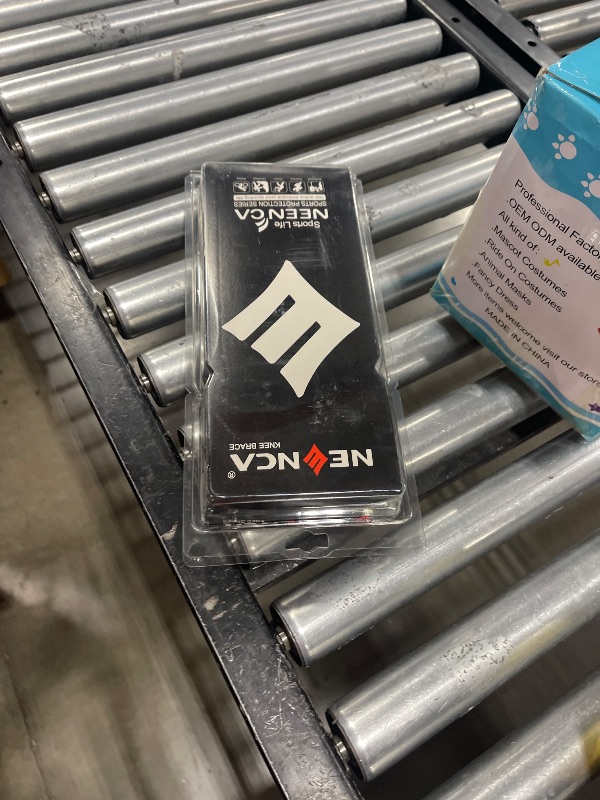 NEENCA®
KNEE BRACE
Sports Life
NEENCA
SPORTS PROTECTION SERIES
Professional Facto
.OEM ODM available
All kind of:
.Mascot Costumes
.Ride On Costumes
.Animal Masks
.Fancy Dress
More items welcome visit our store
MADE IN CHINA